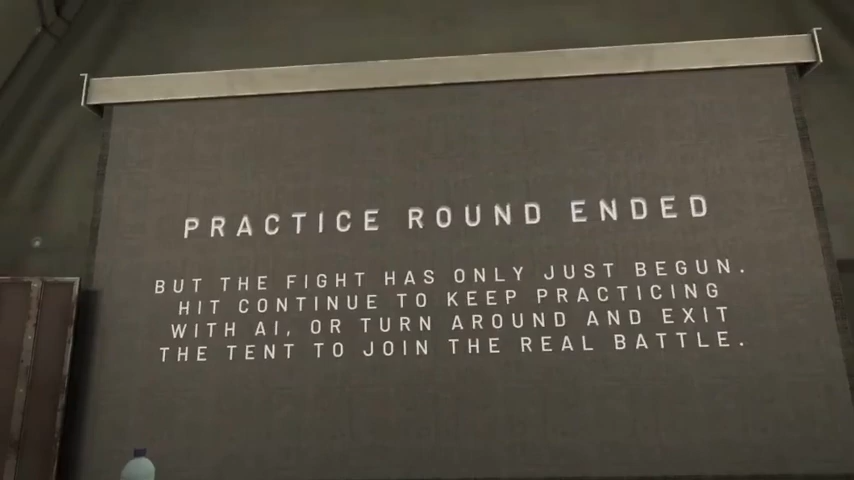 PRACTICE ROUND ENDED
BUT THE FIGHT HAS ONLY JUST BEGUN.
HIT CONTINUE TO KEEP PRACTICING
WITH AI, OR TURN AROUND AND EXIT
THE TENT TO JOIN THE REAL BATTLE.